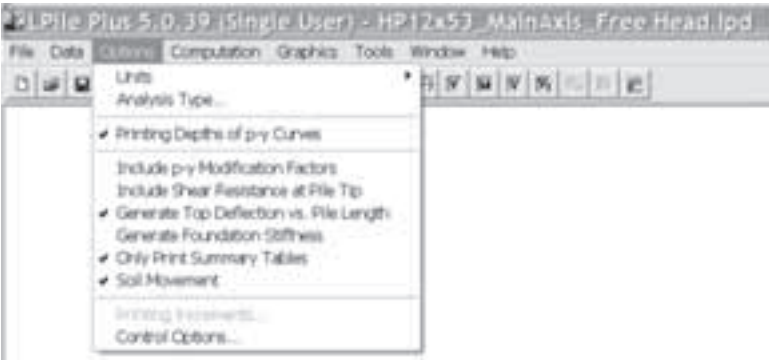 LPile Plus 5.0.39 (Single User) - HP12x53_MainAxis_Free Head.lpd
File Data Options Computation Graphics Tools Window Help
Units
Analysis Type...
Printing Depths of p-y Curves
Include p-y Modification Factors
Include Shear Resistance at Pile Tip
Generate Top Deflection vs. Pile Length
Generate Foundation Stiffness
Only Print Summary Tables
Soil Movement
Printing Increments...
Control Options...